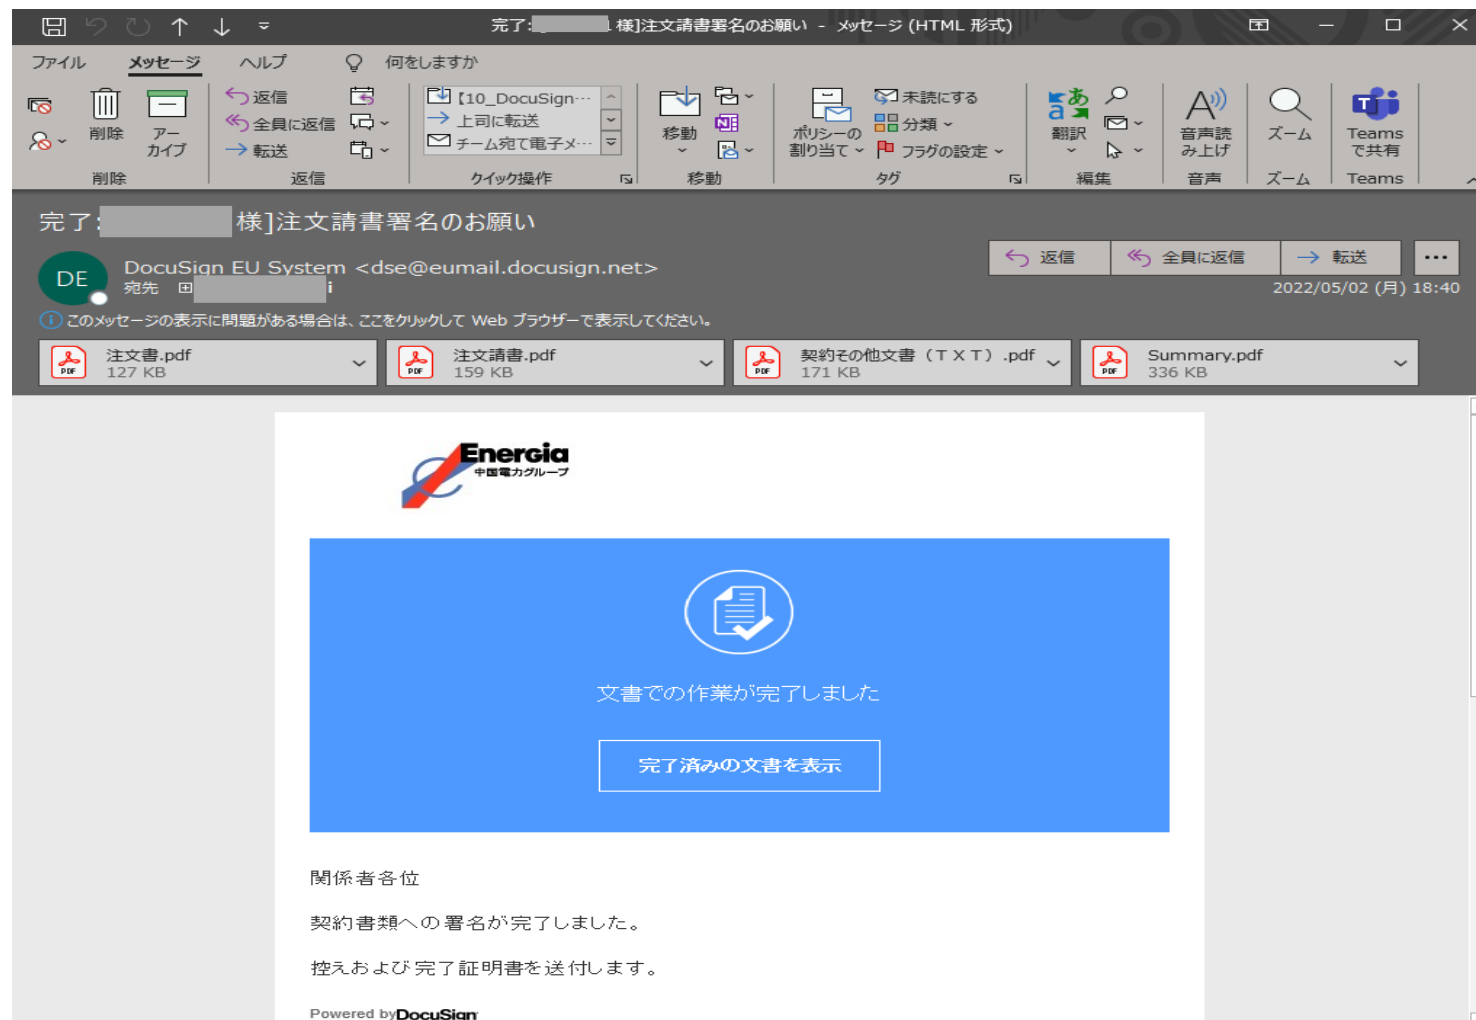 完了: 様]注文請書署名のお願い - メッセージ (HTML 形式)
ファイル メッセージ ヘルプ 何をしますか
削除
アーカイブ
返信
全員に返信
転送
【10_DocuSign…
上司に転送
チーム宛て電子メ…
移動
ポリシーの
割り当て
未読にする
分類
フラグの設定
翻訳
音声読
み上げ
ズーム
Teams
で共有
削除 返信 クイック操作 移動 タグ 編集 音声 ズーム Teams
完了: 様]注文請書署名のお願い
DE
DocuSign EU System <dse@eumail.docusign.net>
宛先
返信 全員に返信 転送 …
2022/05/02 (月) 18:40
このメッセージの表示に問題がある場合は、ここをクリックして Web ブラウザーで表示してください。
注文書.pdf
127 KB
注文請書.pdf
159 KB
契約その他文書（ＴＸＴ）.pdf
171 KB
Summary.pdf
336 KB
Energia
中国電力グループ
文書での作業が完了しました
完了済みの文書を表示
関係者各位
契約書類への署名が完了しました。
控えおよび完了証明書を送付します。
Powered by DocuSign